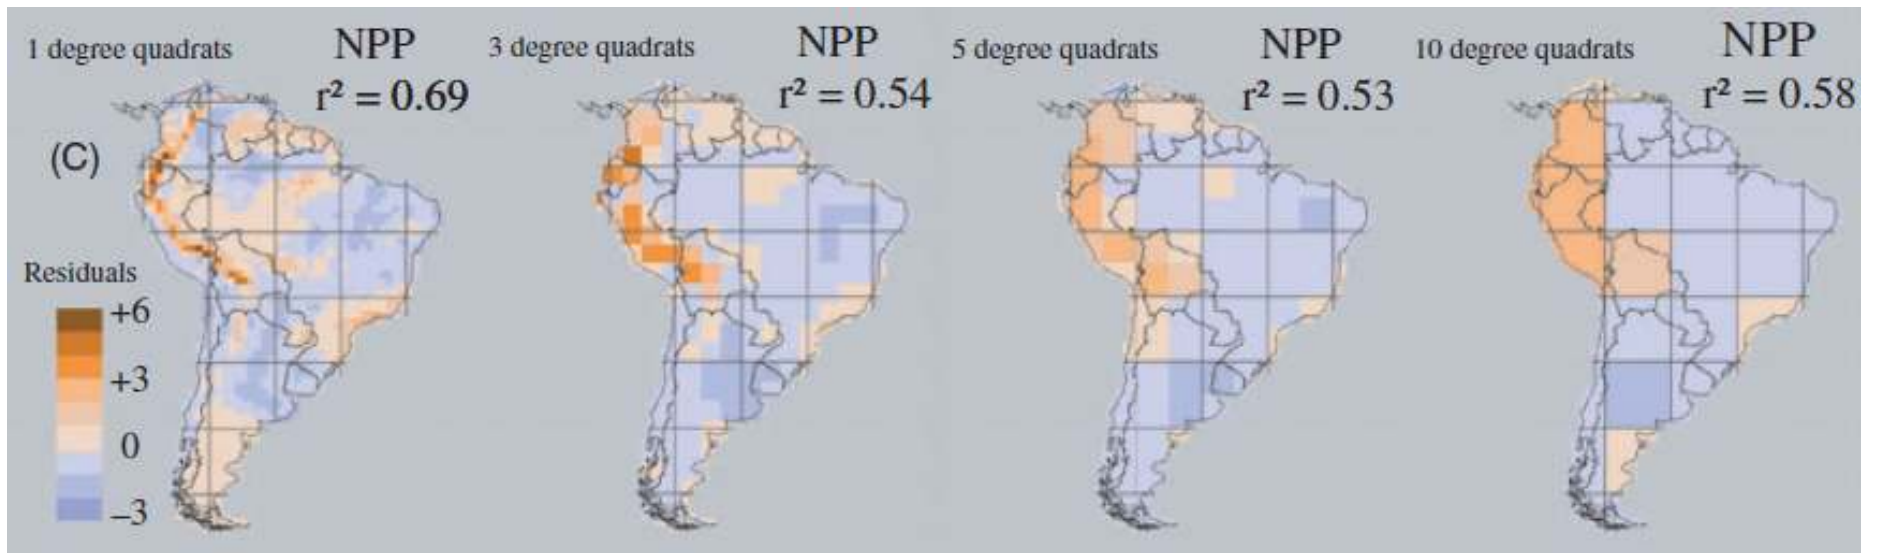 1 degree quadrats
NPP
r² = 0.69
3 degree quadrats
NPP
r² = 0.54
5 degree quadrats
NPP
r² = 0.53
10 degree quadrats
NPP
r² = 0.58
(C)
Residuals
+6
+3
0
–3